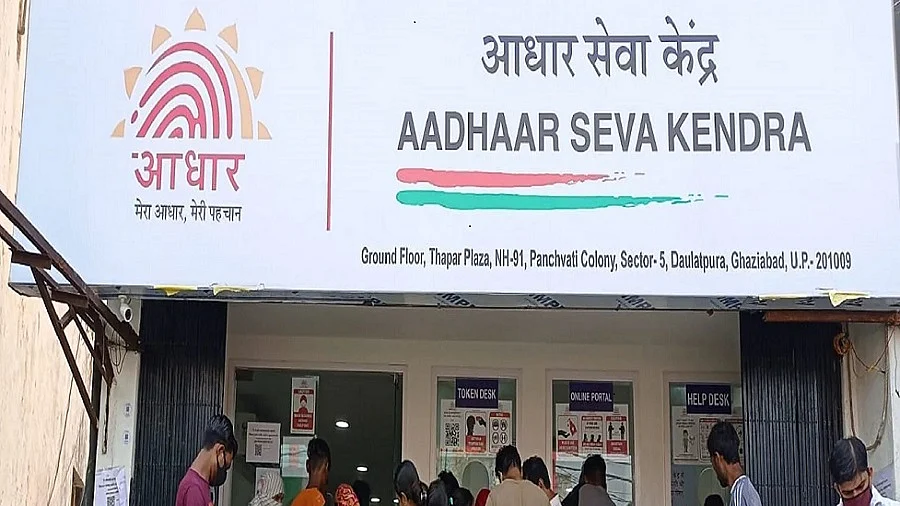 आधार
मेरा आधार, मेरी पहचान
आधार सेवा केंद्र
AADHAAR SEVA KENDRA
Ground Floor, Thapar Plaza, NH-91, Panchvati Colony, Sector- 5, Daulatpura, Ghaziabad, U.P.- 201009
TOKEN DESK
ONLINE PORTAL
HELP DESK